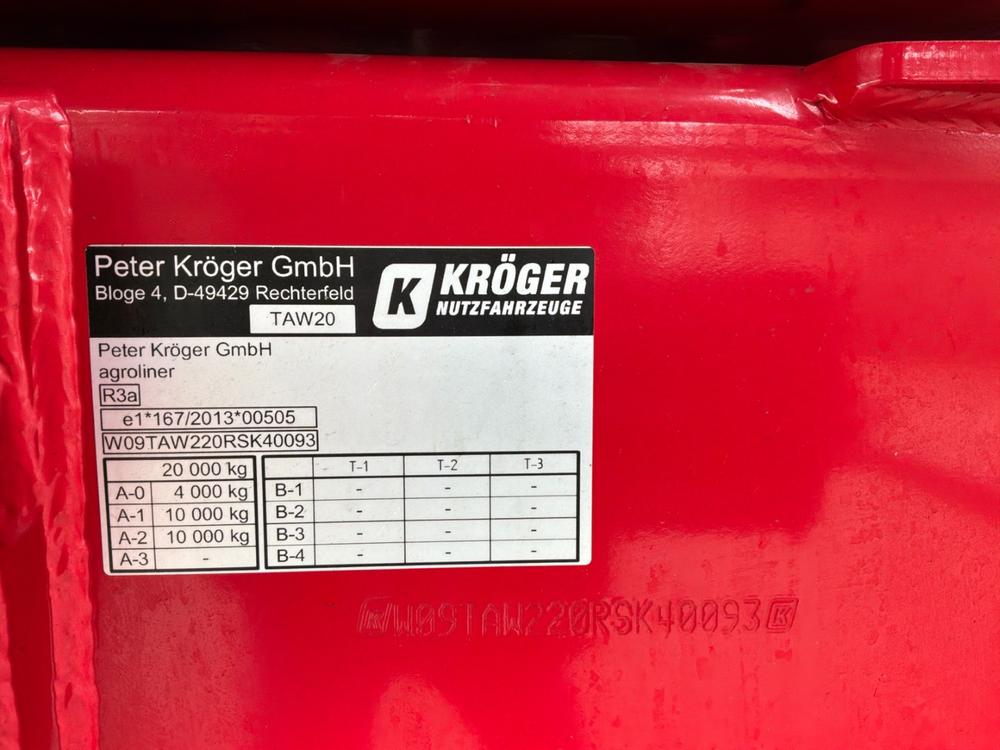 Peter Kröger GmbH
Bloge 4, D-49429 Rechterfeld
TAW20
K KRÖGER
NUTZFAHRZEUGE
Peter Kröger GmbH
agroliner
R3a
e1*167/2013*00505
W09TAW220RSK40093
20 000 kg
A-0 4 000 kg
A-1 10 000 kg
A-2 10 000 kg
A-3 -
T-1 T-2 T-3
B-1 - - -
B-2 - - -
B-3 - - -
B-4 - - -
K W09TAW220RSK40093 K